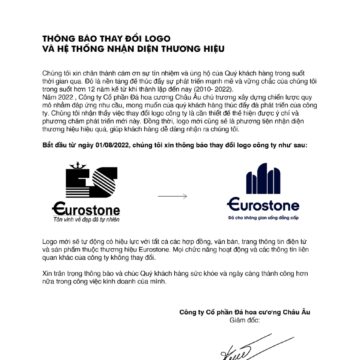 THÔNG BÁO THAY ĐỔI LOGO
VÀ HỆ THỐNG NHẬN DIỆN THƯƠNG HIỆU
Chúng tôi xin chân thành cám ơn sự tín nhiệm và ủng hộ của Quý khách hàng trong suốt
thời gian qua. Đó là nền tảng để thúc đẩy sự phát triển mạnh mẽ và vững chắc của chúng tôi
trong suốt hơn 12 năm kể từ khi thành lập đến nay (2010- 2022).
Năm 2022 , Công ty Cổ phần Đá hoa cương Châu Âu chủ trương xây dựng chiến lược quy
mô nhằm đáp ứng nhu cầu, mong muốn của quý khách hàng thúc đẩy đà phát triển của công
ty. Chúng tôi nhận thấy việc thay đổi logo công ty là cần thiết để thể hiện được ý chí và
phương châm phát triển mới này. Đồng thời, logo mới cũng sẽ là phương tiện nhận diện
thương hiệu hiệu quả, giúp khách hàng dễ dàng nhận ra chúng tôi.
Bắt đầu từ ngày 01/08/2022, chúng tôi xin thông báo thay đổi logo công ty như sau:
ES
Eurostone
Tôn vinh vẻ đẹp đá tự nhiên
Eurostone
Đá cho không gian sống đẳng cấp
Logo mới sẽ tự động có hiệu lực với tất cả các hợp đồng, văn bản, trang thông tin điện tử
và sản phẩm thuộc thương hiệu Eurostone. Mọi chức năng hoạt động và các thông tin liên
quan khác của công ty không thay đổi.
Xin trân trọng thông báo và chúc Quý khách hàng sức khỏe và ngày càng thành công hơn
nữa trong công việc kinh doanh của mình.
Công ty Cổ phần Đá hoa cương Châu Âu
Giám đốc: